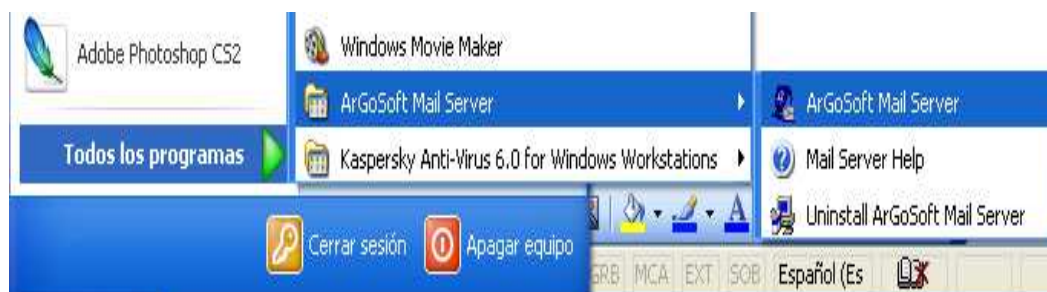 Adobe Photoshop CS2
Todos los programas
Cerrar sesión
Apagar equipo
Windows Movie Maker
ArGoSoft Mail Server
Kaspersky Anti-Virus 6.0 for Windows Workstations
ArGoSoft Mail Server
Mail Server Help
Uninstall ArGoSoft Mail Server
A
GRB MCA EXT SOB Español (Es